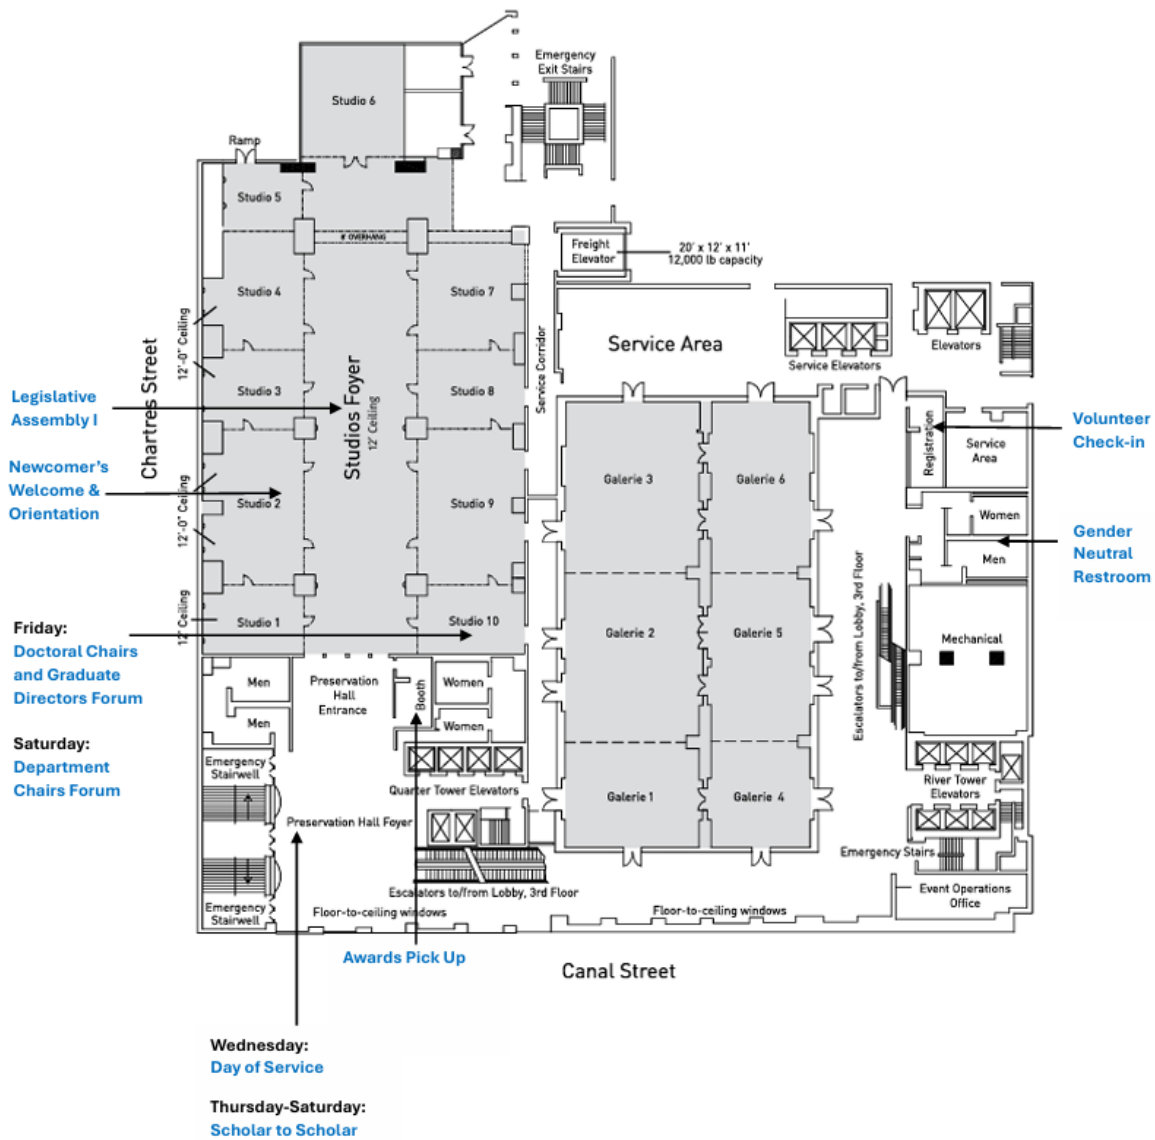 Emergency
Exit Stairs
Studio 6
Ramp
Studio 5
8' OVERHANG
Freight
Elevator
20' x 12' x 11'
12,000 lb capacity
Studio 4
Studio 7
12'-0" Ceiling
Service Corridor
Service Area
Service Elevators
Elevators
Chartres Street
Studios Foyer
12' Ceiling
Studio 3
Studio 8
Legislative
Assembly I
Registration
Service
Area
Volunteer
Check-in
Newcomer's
Welcome &
Orientation
12'-0" Ceiling
Studio 2
Studio 9
Galerie 3
Galerie 6
Women
Men
Gender
Neutral
Restroom
Escalators to/from Lobby, 3rd Floor
12' Ceiling
Studio 1
Studio 10
Galerie 2
Galerie 5
Mechanical
Friday:
Doctoral Chairs
and Graduate
Directors Forum
Men
Men
Preservation
Hall
Entrance
Booth
Women
Women
Saturday:
Department
Chairs Forum
Emergency
Stairwell
Quarter Tower Elevators
Galerie 1
Galerie 4
River Tower
Elevators
Preservation Hall Foyer
Emergency Stairs
Escalators to/from Lobby, 3rd Floor
Event Operations
Office
Emergency
Stairwell
Floor-to-ceiling windows
Floor-to-ceiling windows
Awards Pick Up
Canal Street
Wednesday:
Day of Service
Thursday-Saturday:
Scholar to Scholar